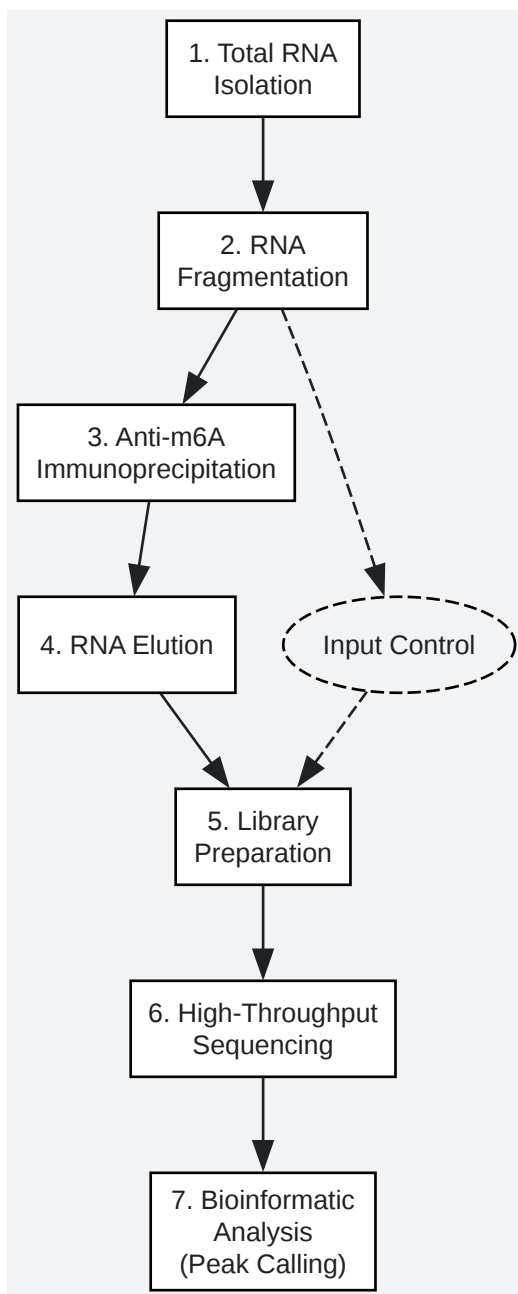 1. Total RNA
Isolation
2. RNA
Fragmentation
3. Anti-m6A
Immunoprecipitation
4. RNA Elution
Input Control
5. Library
Preparation
6. High-Throughput
Sequencing
7. Bioinformatic
Analysis
(Peak Calling)